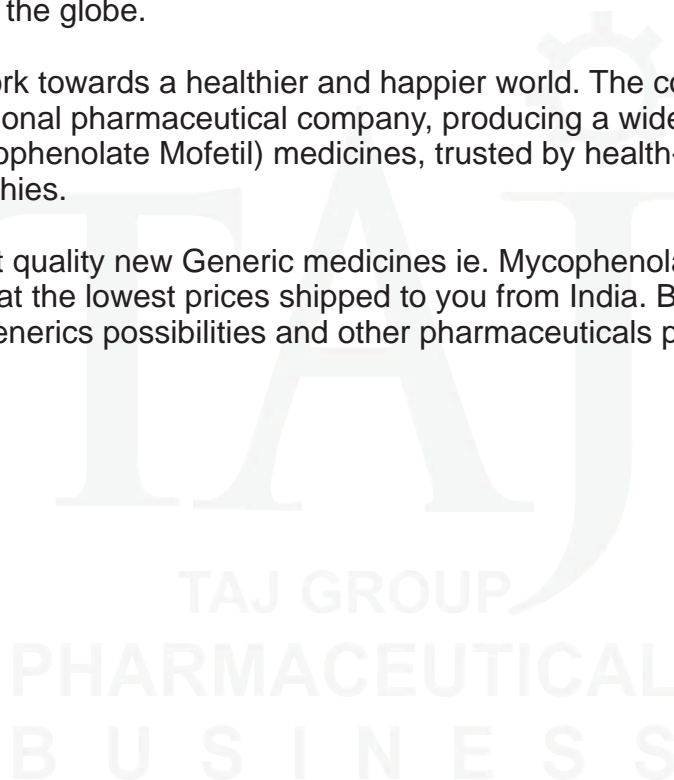 the globe.
rk towards a healthier and happier world. The co
onal pharmaceutical company, producing a wide
ophenolate Mofetil) medicines, trusted by health-
hies.
t quality new Generic medicines ie. Mycophenola
at the lowest prices shipped to you from India. B
enerics possibilities and other pharmaceuticals p
TAJ
TAJ GROUP
PHARMACEUTICAL
BUSINESS